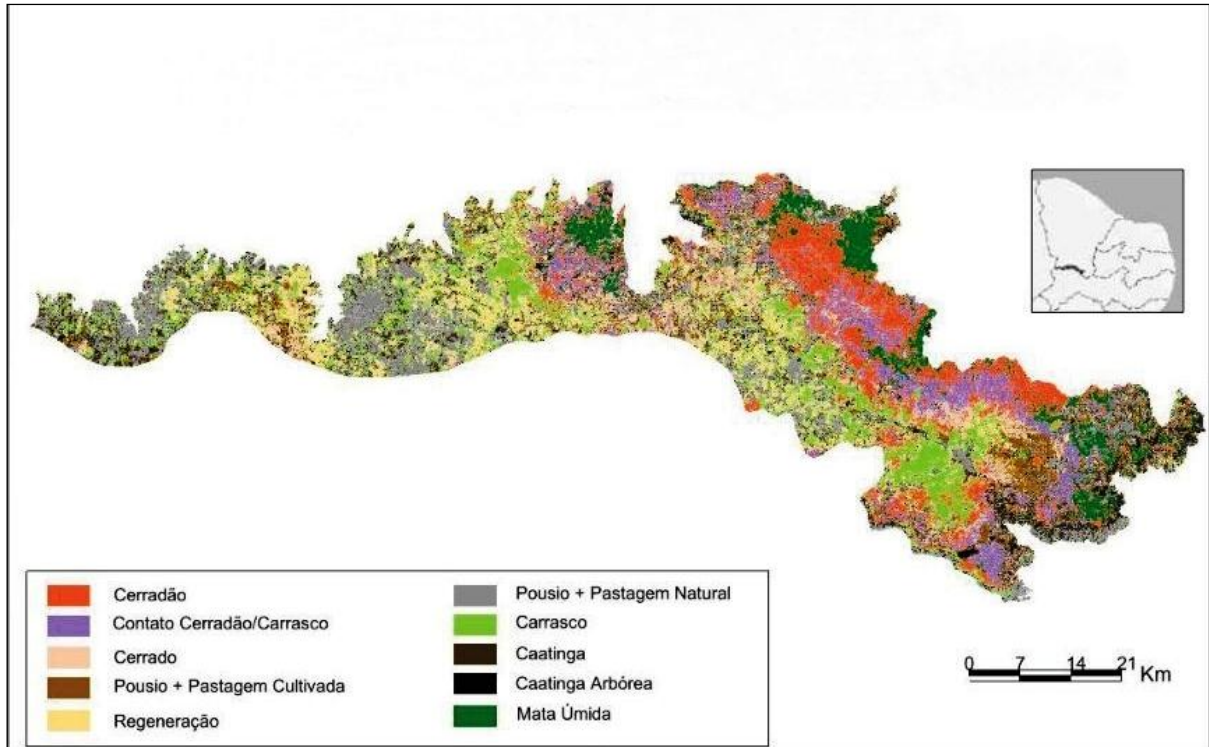 Cerradão
Contato Cerradão/Carrasco
Cerrado
Pousio + Pastagem Cultivada
Regeneração
Pousio + Pastagem Natural
Carrasco
Caatinga
Caatinga Arbórea
Mata Úmida
0 7 14 21 Km